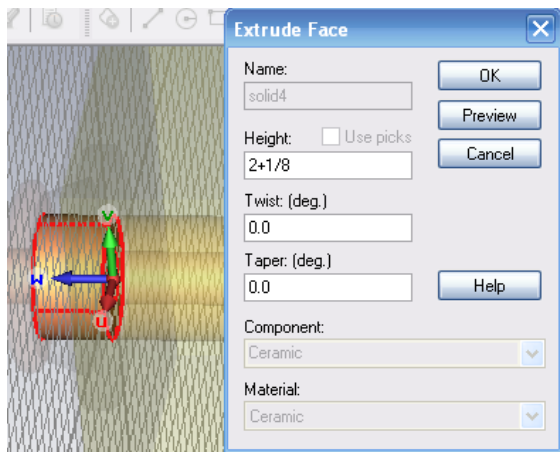 Extrude Face
Name:
solid4
OK
Preview
Height:
Use picks
Cancel
2+1/8
Twist: (deg.)
0.0
Taper: (deg.)
0.0
Help
Component:
Ceramic
Material:
Ceramic
V
W
U